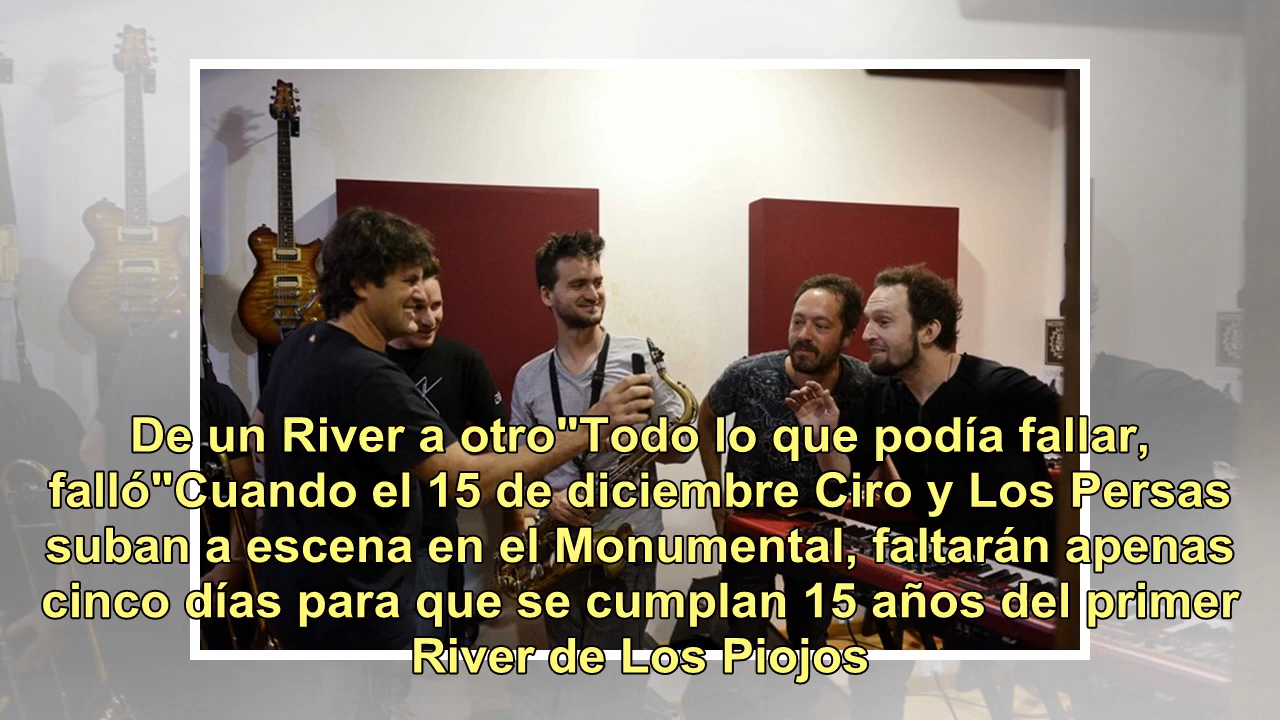 De un River a otro"Todo lo que podía fallar,
falló"Cuando el 15 de diciembre Ciro y Los Persas
suban a escena en el Monumental, faltarán apenas
cinco días para que se cumplan 15 años del primer
River de Los Piojos